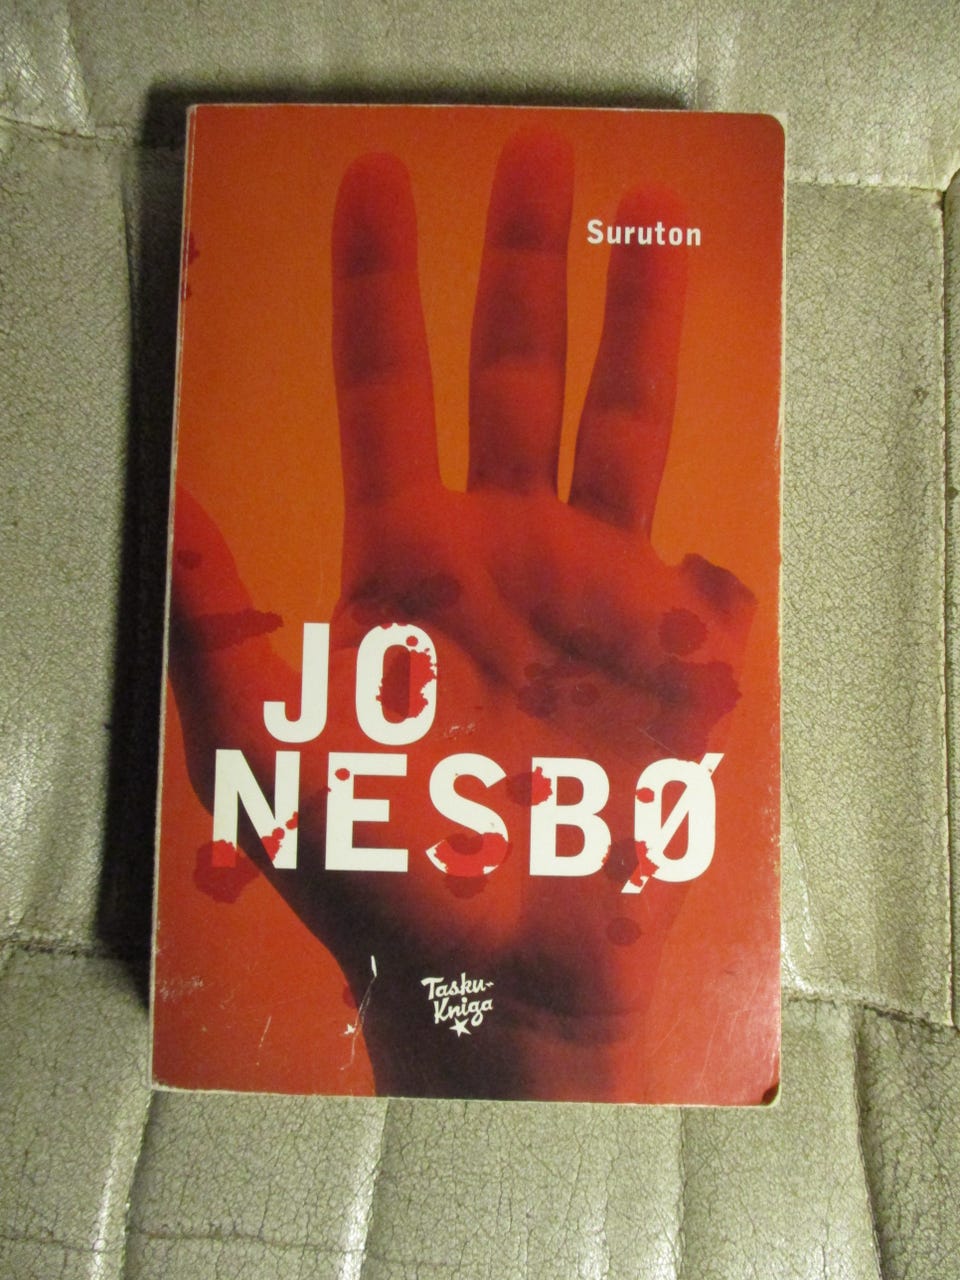 Suruton
JO
NESBØ
Tasku-
Kniga